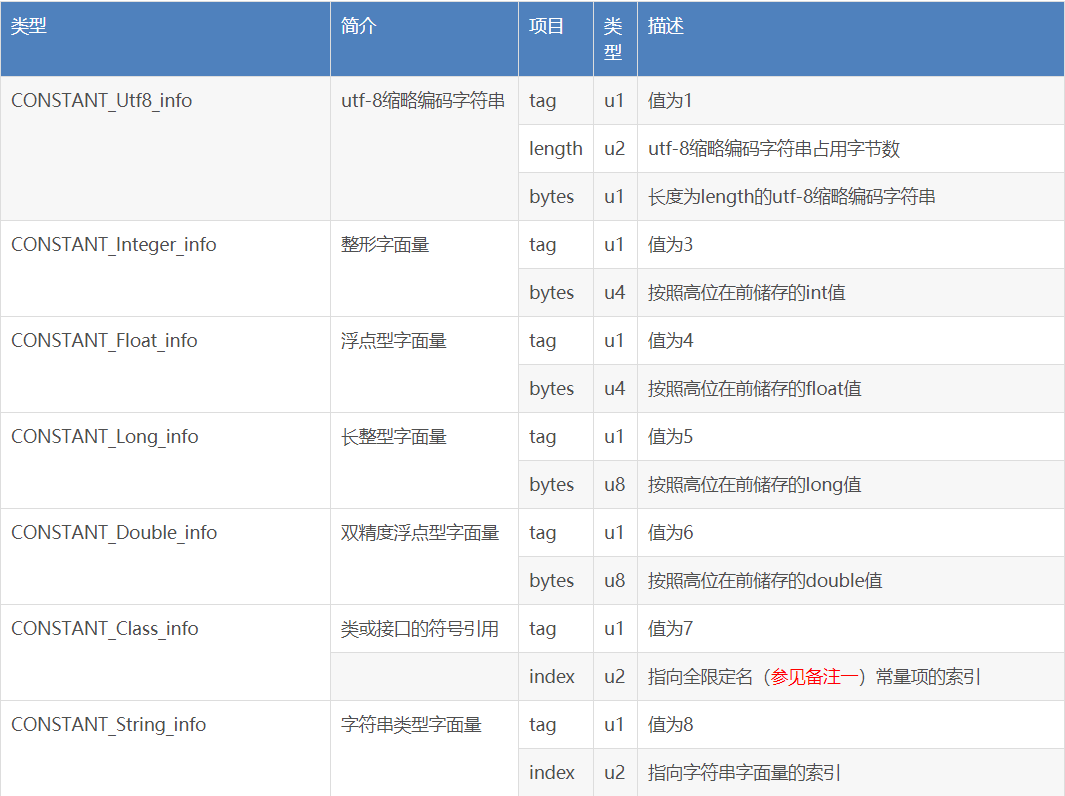 类型 简介 项目 类型 描述
CONSTANT_Utf8_info utf-8缩略编码字符串 tag u1 值为1
length u2 utf-8缩略编码字符串占用字节数
bytes u1 长度为length的utf-8缩略编码字符串
CONSTANT_Integer_info 整形字面量 tag u1 值为3
bytes u4 按照高位在前储存的int值
CONSTANT_Float_info 浮点型字面量 tag u1 值为4
bytes u4 按照高位在前储存的float值
CONSTANT_Long_info 长整型字面量 tag u1 值为5
bytes u8 按照高位在前储存的long值
CONSTANT_Double_info 双精度浮点型字面量 tag u1 值为6
bytes u8 按照高位在前储存的double值
CONSTANT_Class_info 类或接口的符号引用 tag u1 值为7
index u2 指向全限定名（参见备注一）常量项的索引
CONSTANT_String_info 字符串类型字面量 tag u1 值为8
index u2 指向字符串字面量的索引